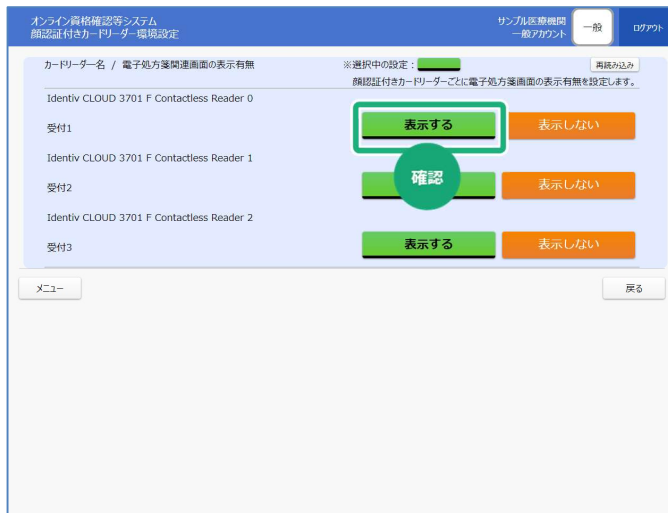 オンライン資格確認等システム
顔認証付きカードリーダー環境設定
サンプル医療機関
一般アカウント
一般
ログアウト
カードリーダー名 / 電子処方箋関連画面の表示有無
※選択中の設定：
再読み込み
顔認証付きカードリーダーごとに電子処方箋画面の表示有無を設定します。
Identiv CLOUD 3701 F Contactless Reader 0
受付1
表示する
表示しない
Identiv CLOUD 3701 F Contactless Reader 1
受付2
確認
表示しない
Identiv CLOUD 3701 F Contactless Reader 2
受付3
表示する
表示しない
メニュー
戻る